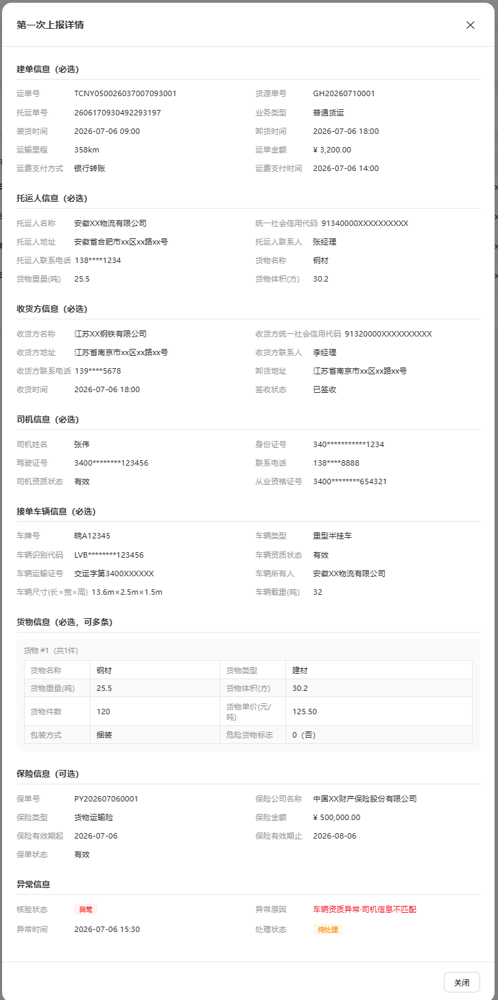 第一次上报详情
建单信息（必选）
运单号 TCNY050026037007093001 货源单号 GH20260710001
托运单号 2606170930492293197 业务类型 普通货运
装货时间 2026-07-06 09:00 卸货时间 2026-07-06 18:00
运输里程 358km 运单金额 ¥ 3,200.00
运费支付方式 银行转账 运费支付时间 2026-07-06 14:00
托运人信息（必选）
托运人名称 安徽XX物流有限公司 统一社会信用代码 91340000XXXXXXXXXX
托运人地址 安徽省合肥市xx区xx路xx号 托运人联系人 张经理
托运人联系电话 138****1234 货物名称 钢材
货物重量(吨) 25.5 货物体积(方) 30.2
收货方信息（必选）
收货方名称 江苏XX钢铁有限公司 收货方统一社会信用代码 91320000XXXXXXXXXX
收货方地址 江苏省南京市xx区xx路xx号 收货方联系人 李经理
收货方联系电话 139****5678 卸货地址 江苏省南京市xx区xx路xx号
收货时间 2026-07-06 18:00 签收状态 已签收
司机信息（必选）
司机姓名 张伟 身份证号 340***********1234
驾驶证号 3400********123456 联系电话 138****8888
司机资质状态 有效 从业资格证号 3400********654321
接单车辆信息（必选）
车牌号 皖A12345 车辆类型 重型半挂车
车辆识别代码 LVB********123456 车辆资质状态 有效
车辆运输证号 交运字第3400XXXXXX 车辆所有人 安徽XX物流有限公司
车辆尺寸(长×宽×高) 13.6m×2.5m×1.5m 车辆载重(吨) 32
货物信息（必选，可多条）
货物 #1（共1件）
货物名称 钢材 货物类型 建材
货物重量(吨) 25.5 货物体积(方) 30.2
货物件数 120 货物单价(元/
吨) 125.50
包装方式 捆装 危险货物标志 0（否）
保险信息（可选）
保单号 PY202607060001 保险公司名称 中国XX财产保险股份有限公司
保险类型 货物运输险 保险金额 ¥ 500,000.00
保险有效期起 2026-07-06 保险有效期止 2026-08-06
保单状态 有效
异常信息
核验状态 异常 异常原因 车辆资质异常·司机信息不匹配
异常时间 2026-07-06 15:30 处理状态 待处理
关闭